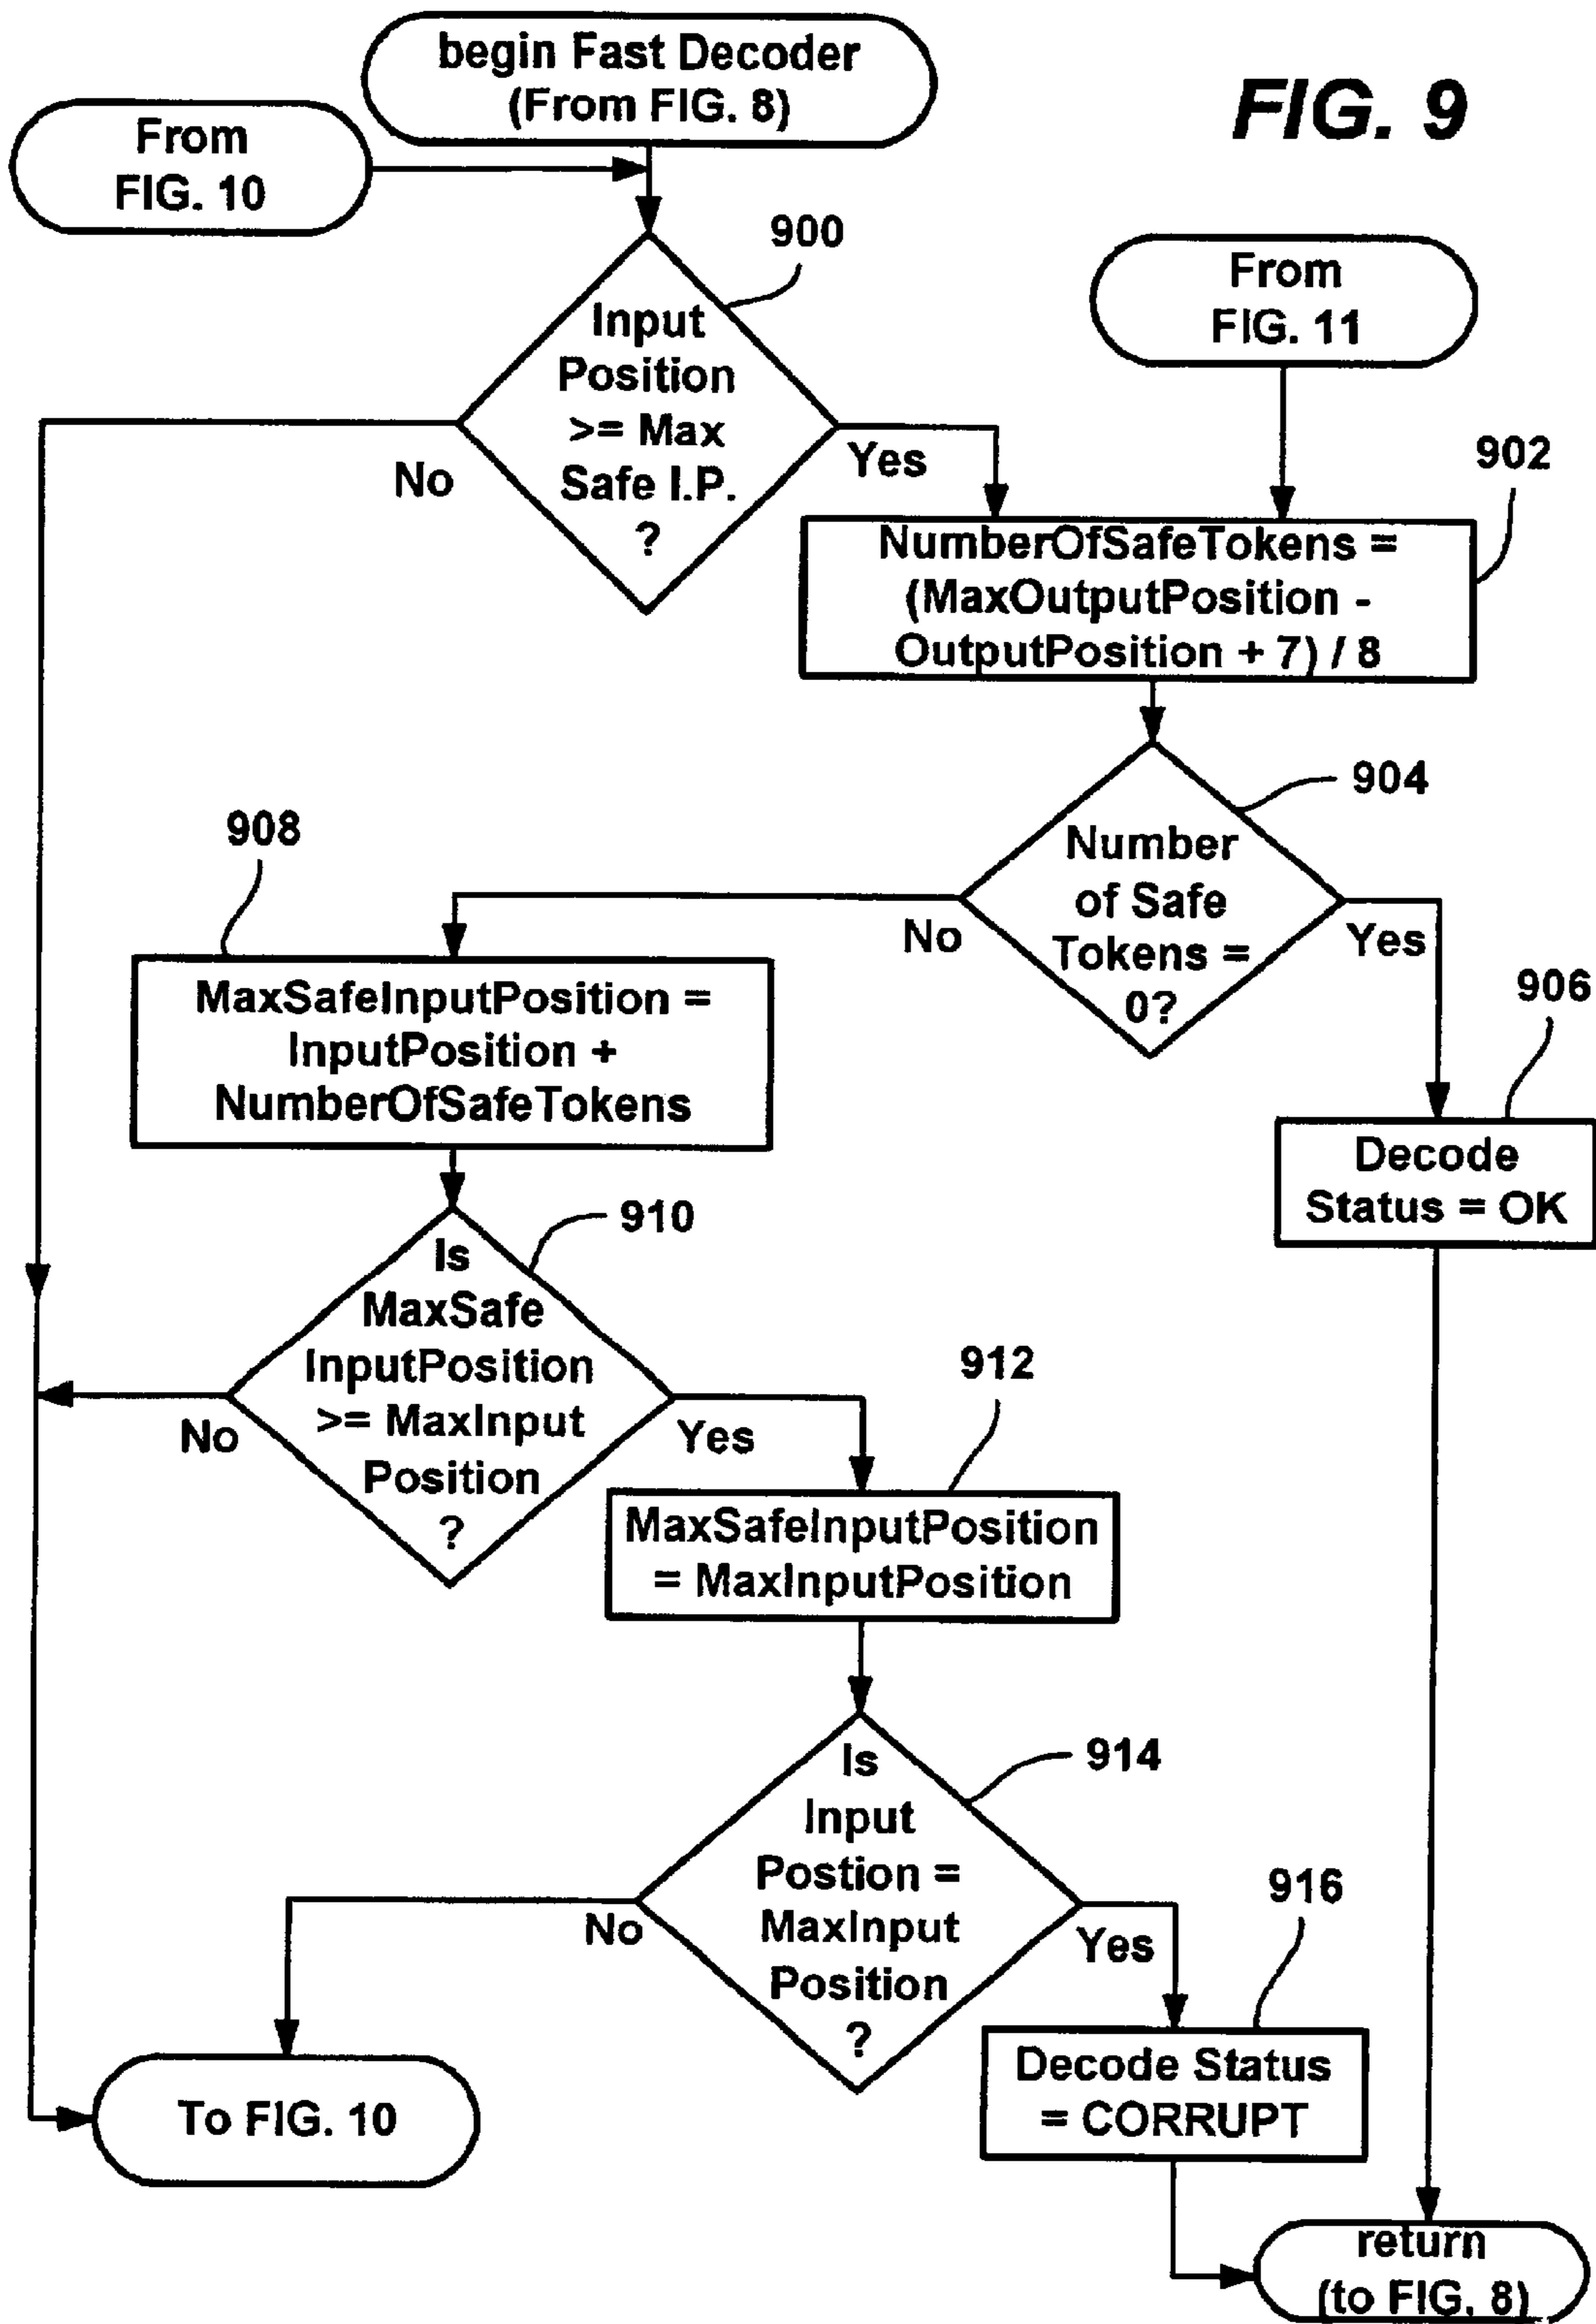 begin Fast Decoder
(From FIG. 8)
FIG. 9
From
FIG. 10
900
Input
Position
>= Max
Safe I.P.
?
No
Yes
From
FIG. 11
902
NumberOfSafeTokens =
(MaxOutputPosition -
OutputPosition + 7) / 8
904
Number
of Safe
Tokens =
0?
No
Yes
906
Decode
Status = OK
908
MaxSafeInputPosition =
InputPosition +
NumberOfSafeTokens
910
Is
MaxSafe
InputPosition
>= MaxInput
Position
?
No
Yes
912
MaxSafeInputPosition
= MaxInputPosition
914
Is
Input
Postion =
MaxInput
Position
?
No
Yes
916
Decode Status
= CORRUPT
To FIG. 10
return
(to FIG. 8)